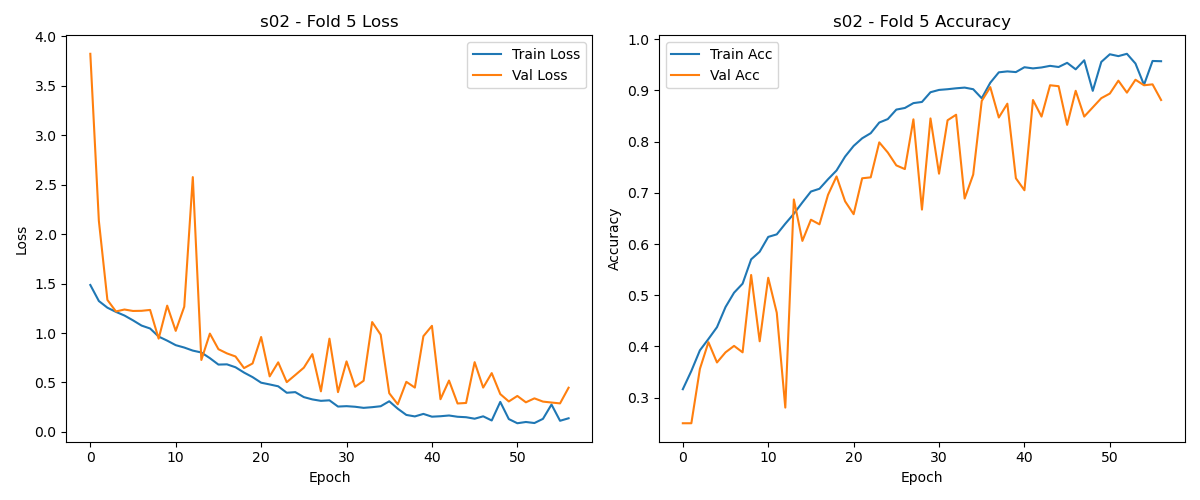 s02 - Fold 5 Loss
Train Loss
Val Loss
4.0
3.5
3.0
2.5
2.0
1.5
1.0
0.5
0.0
Loss
0 10 20 30 40 50
Epoch
s02 - Fold 5 Accuracy
Train Acc
Val Acc
1.0
0.9
0.8
0.7
0.6
0.5
0.4
0.3
Accuracy
0 10 20 30 40 50
Epoch